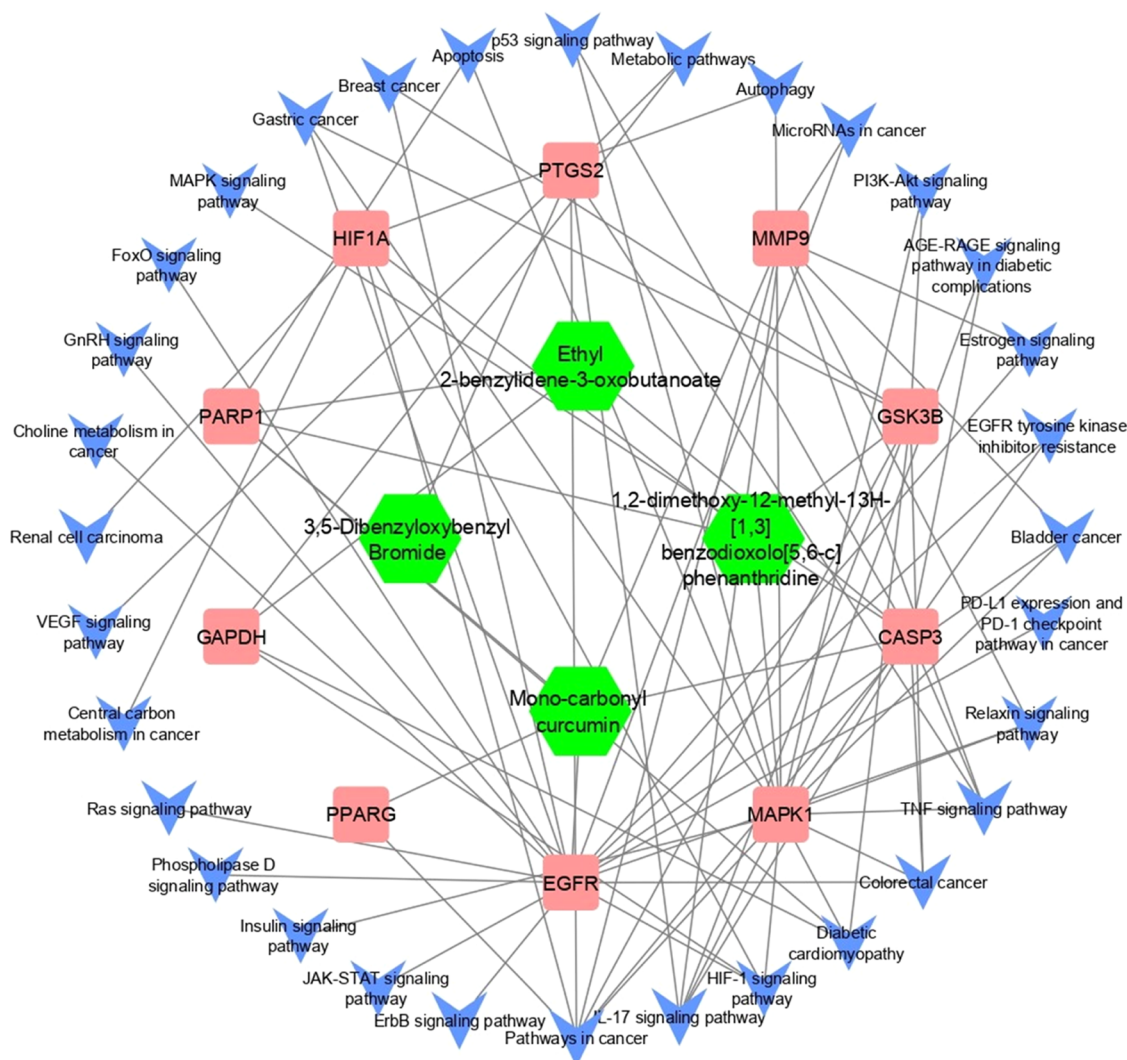 p53 signaling pathway
Apoptosis
Metabolic pathways
Breast cancer
Autophagy
Gastric cancer
MicroRNAs in cancer
PTGS2
MAPK signaling
pathway
PI3K-Akt signaling
pathway
HIF1A
MMP9
FoxO signaling
pathway
AGE-RAGE signaling
pathway in diabetic
complications
GnRH signaling
pathway
Ethyl
2-benzylidene-3-oxobutanoate
Estrogen signaling
pathway
PARP1
GSK3B
Choline metabolism in
cancer
EGFR tyrosine kinase
inhibitor resistance
3,5-Dibenzyloxybenzyl
Bromide
1,2-dimethoxy-12-methyl-13H-
[1,3]
benzodioxolo[5,6-c]
phenanthridine
Renal cell carcinoma
Bladder cancer
VEGF signaling
pathway
GAPDH
CASP3
PD-L1 expression and
PD-1 checkpoint
pathway in cancer
Mono-carbonyl
curcumin
Central carbon
metabolism in cancer
Relaxin signaling
pathway
Ras signaling pathway
PPARG
MAPK1
TNF signaling pathway
Phospholipase D
signaling pathway
EGFR
Colorectal cancer
Insulin signaling
pathway
Diabetic
cardiomyopathy
JAK-STAT signaling
pathway
HIF-1 signaling
pathway
ErbB signaling pathway
IL-17 signaling pathway
Pathways in cancer